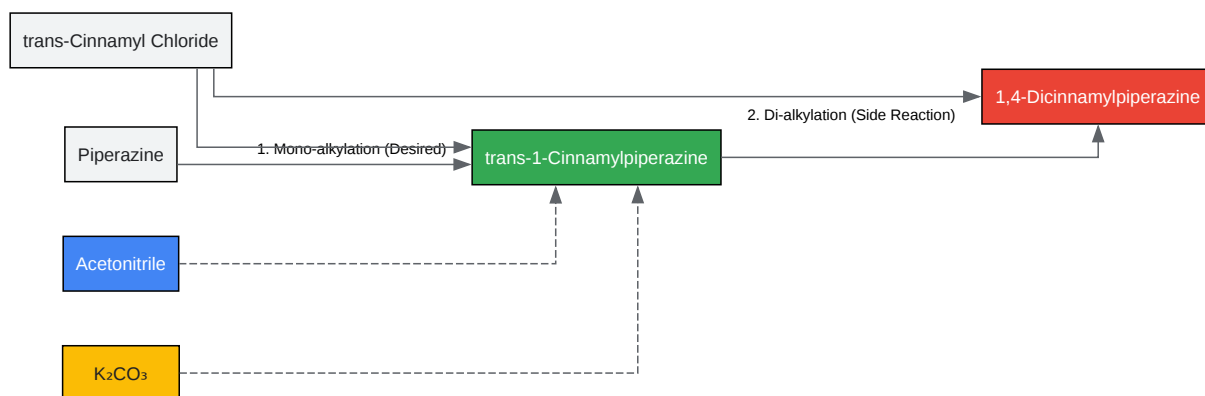 trans-Cinnamyl Chloride
1,4-Dicinnamylpiperazine
2. Di-alkylation (Side Reaction)
Piperazine
1. Mono-alkylation (Desired)
trans-1-Cinnamylpiperazine
Acetonitrile
K₂CO₃